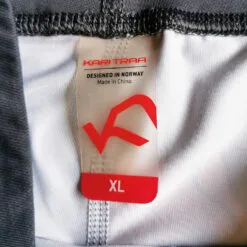 KARI TRAA
DESIGNED IN NORWAY
Made in China
XL